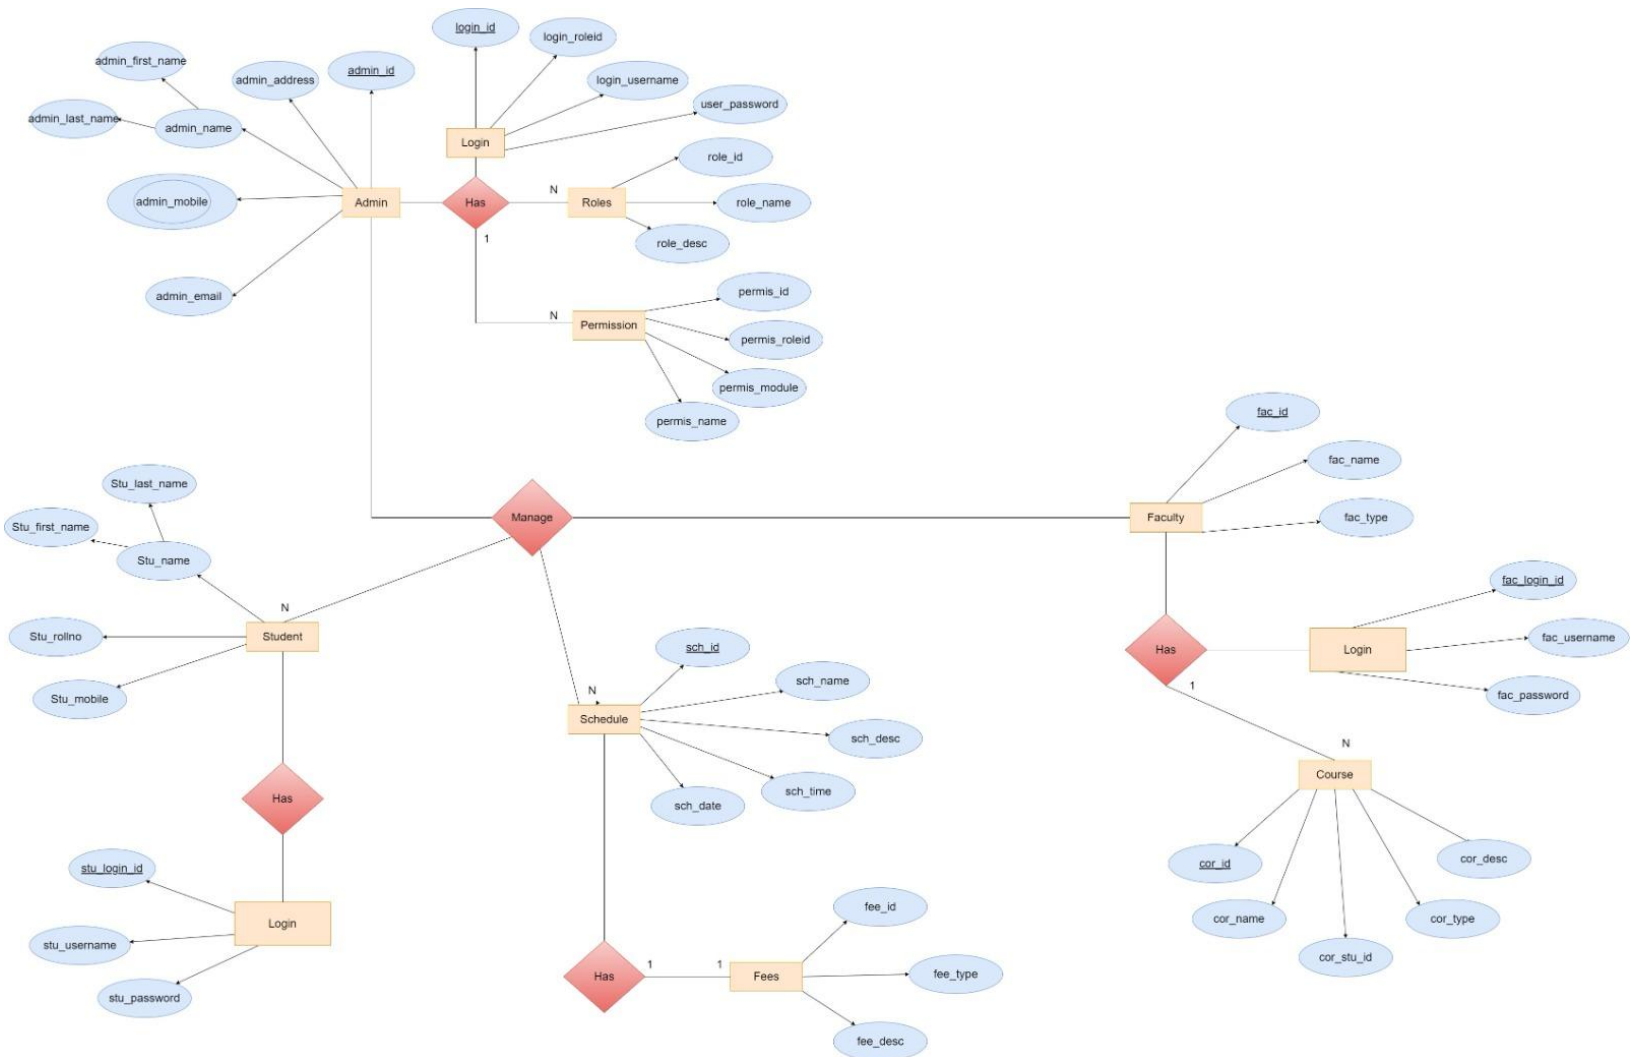 login_id
login_roleid
admin_first_name
admin_address
admin_id
login_username
user_password
admin_last_name
admin_name
Login
role_id
N
admin_mobile
Admin
Has
Roles
role_name
1
role_desc
admin_email
permis_id
N
Permission
permis_roleid
permis_module
permis_name
fac_id
fac_name
Stu_last_name
Stu_first_name
Manage
Faculty
fac_type
Stu_name
fac_login_id
N
Stu_rollno
Student
fac_username
sch_id
Has
Login
sch_name
1
N
fac_password
Stu_mobile
Schedule
sch_desc
N
Course
sch_time
Has
sch_date
stu_login_id
cor_id
cor_desc
fee_id
Login
cor_name
cor_type
stu_username
cor_stu_id
1
1
Has
Fees
fee_type
stu_password
fee_desc